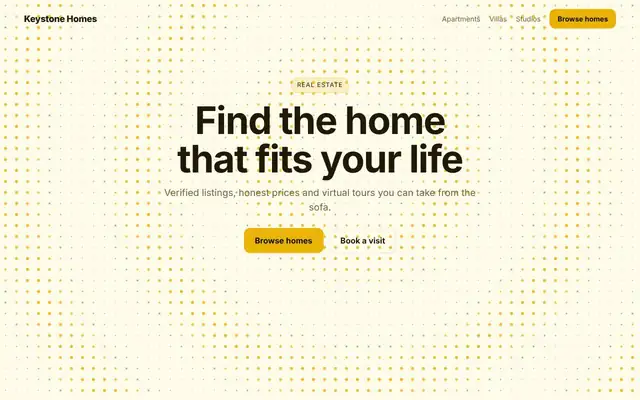 Keystone Homes
Apartments Villas Studios Browse homes
REAL ESTATE
Find the home
that fits your life
Verified listings, honest prices and virtual tours you can take from the
sofa.
Browse homes Book a visit